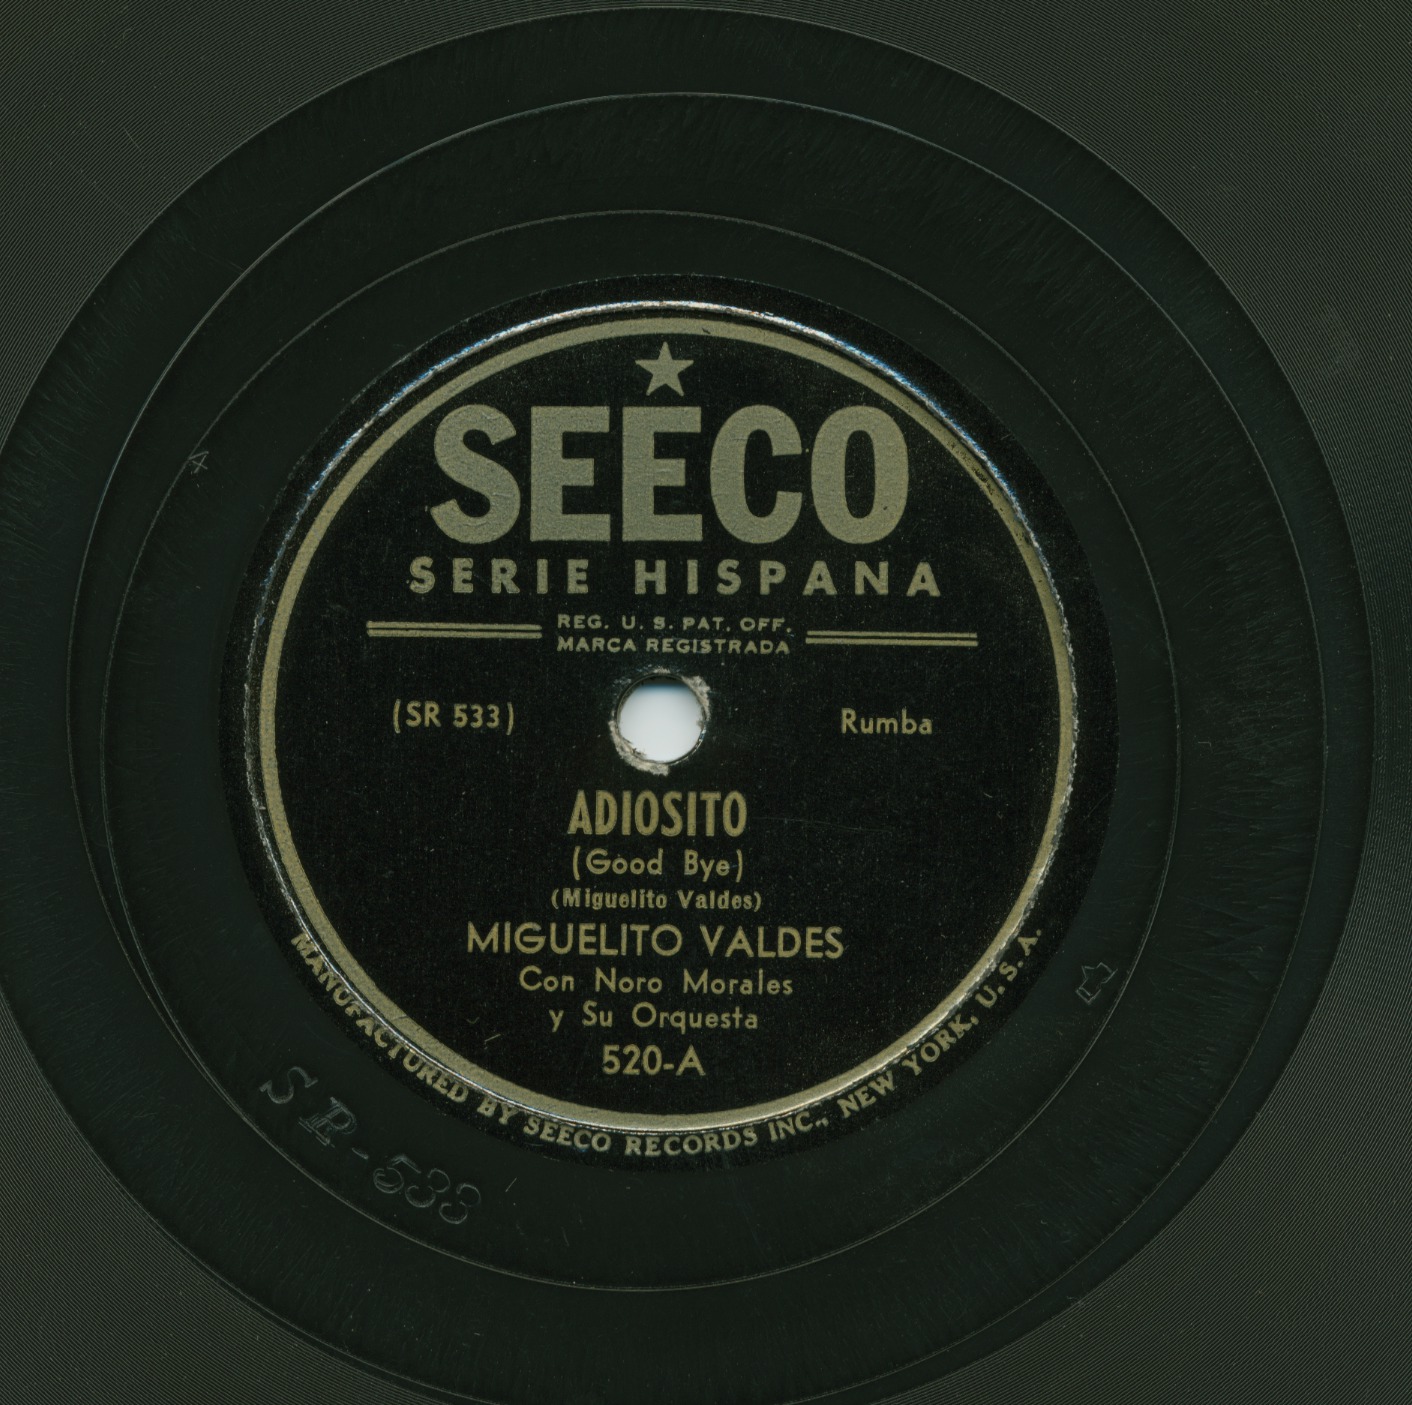 SEECO
SERIE HISPANA
REG. U. S. PAT. OFF.
MARCA REGISTRADA
(SR 533)
Rumba
ADIOSITO
(Good Bye)
(Miguelito Valdes)
MIGUELITO VALDES
Con Noro Morales
y Su Orquesta
520-A
MANUFACTURED BY SEECO RECORDS INC., NEW YORK, U. S. A.
SR-533
4